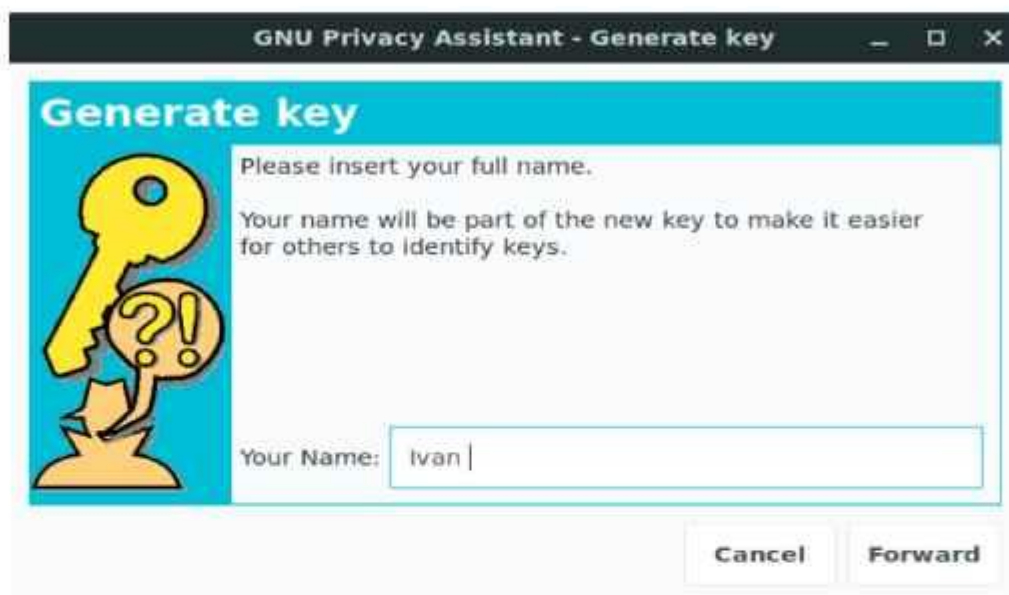 GNU Privacy Assistant - Generate key
Generate key
Please insert your full name.
Your name will be part of the new key to make it easier
for others to identify keys.
?!
Your Name: Ivan
Cancel Forward